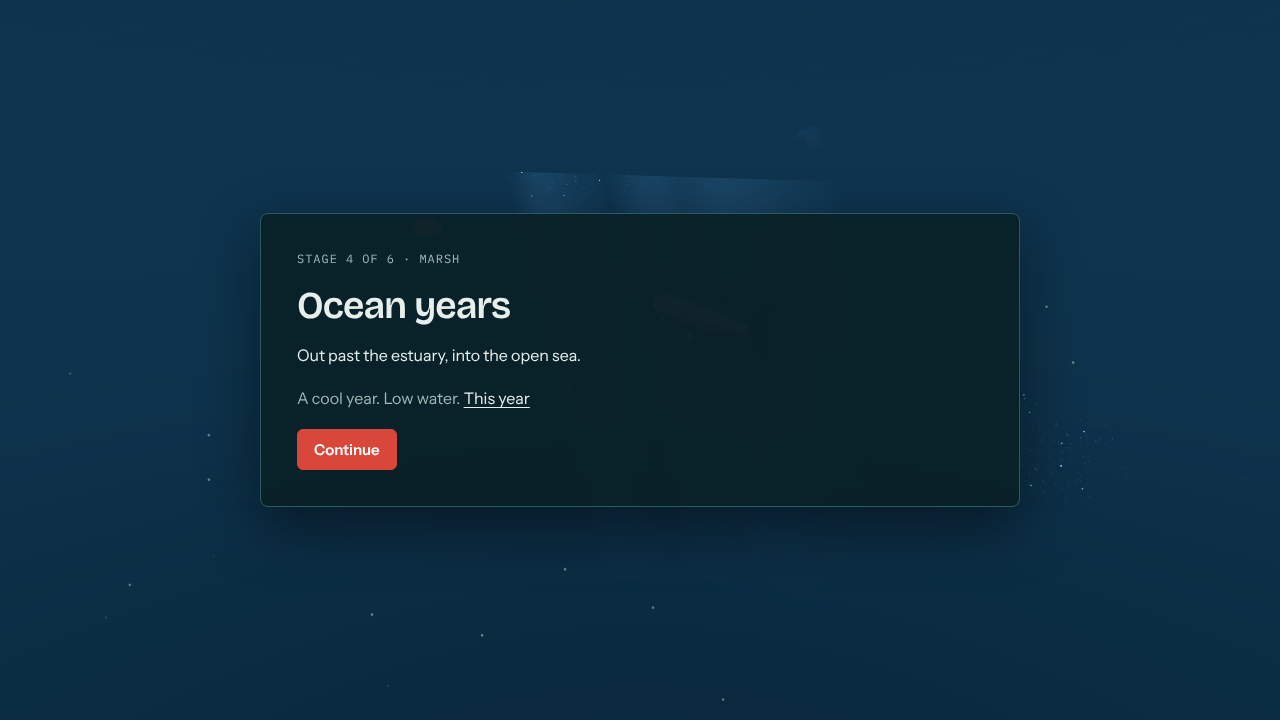 STAGE 4 OF 6 · MARSH
Ocean years
Out past the estuary, into the open sea.
A cool year. Low water. This year
Continue